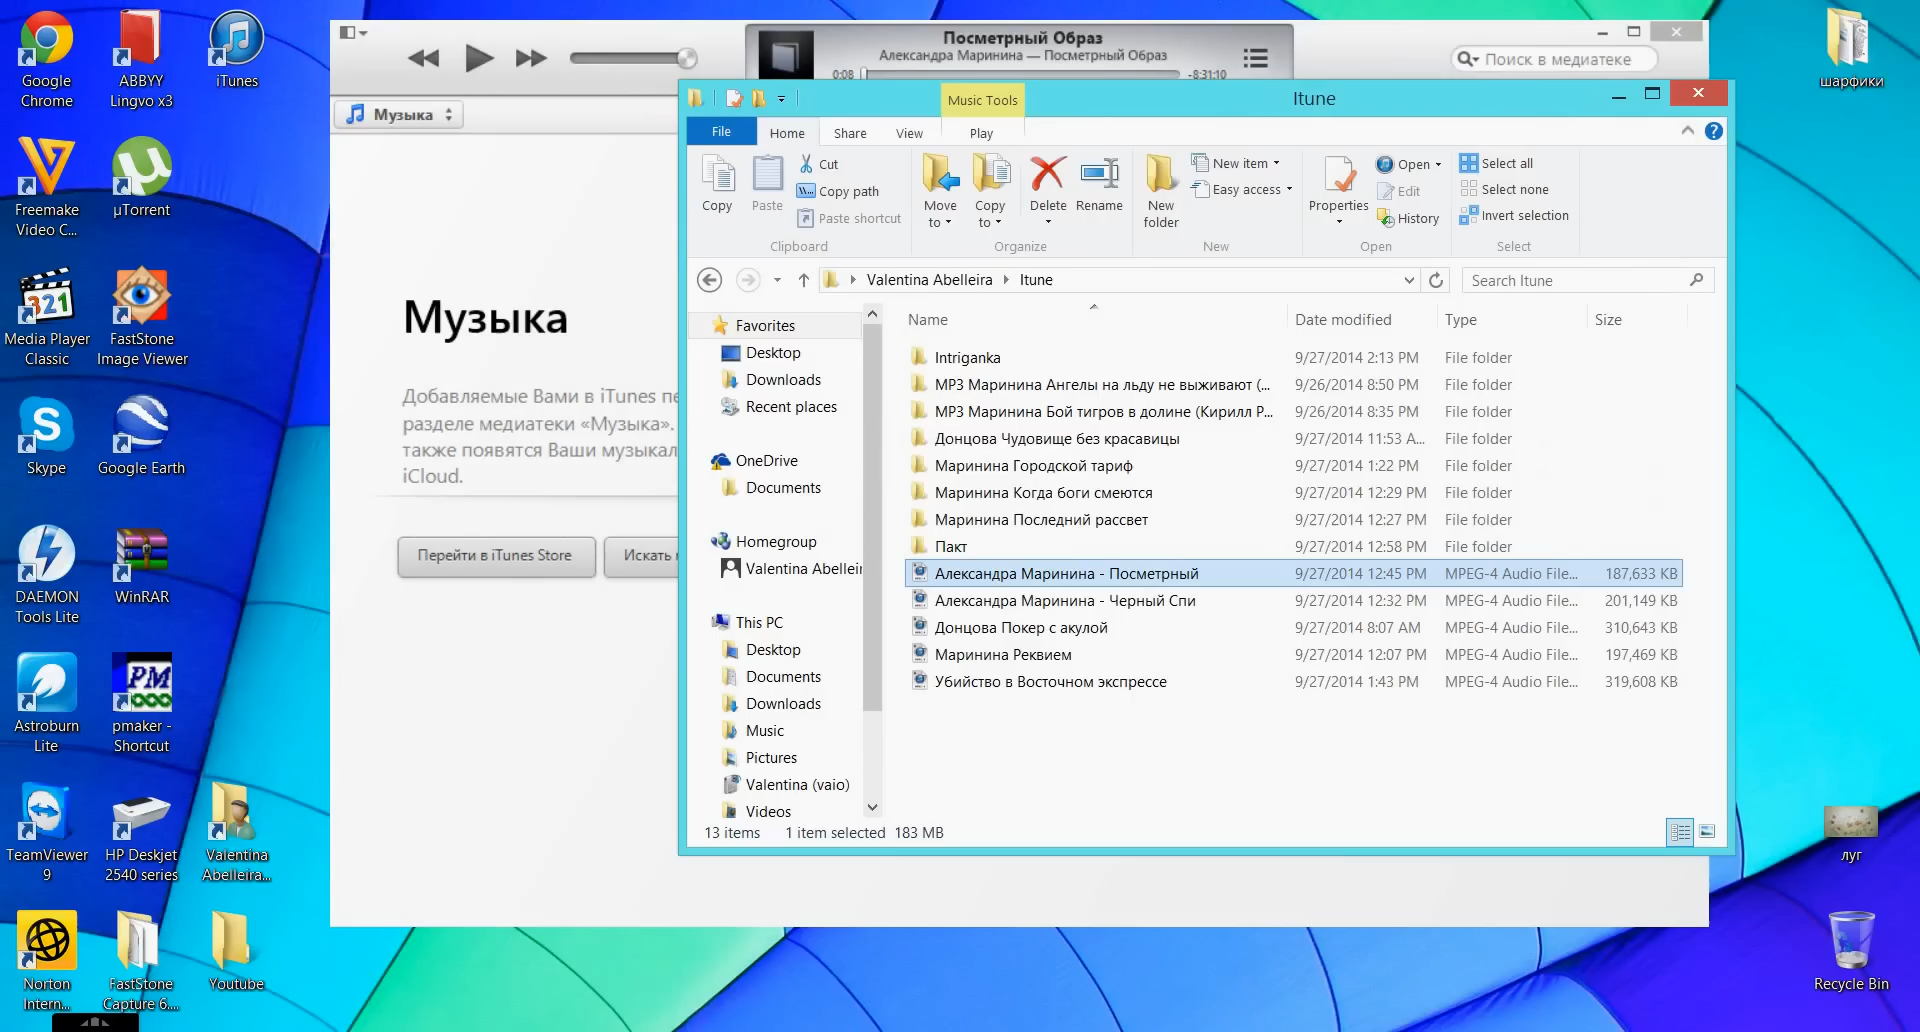 Google
Chrome
ABBYY
Lingvo x3
iTunes
Freemake
Video C...
µTorrent
Media Player
Classic
FastStone
Image Viewer
Skype
Google Earth
DAEMON
Tools Lite
WinRAR
Astroburn
Lite
pmaker -
Shortcut
TeamViewer
9
HP Deskjet
2540 series
Valentina
Abelleira...
Norton
Intern...
FastStone
Capture 6....
Youtube
Посметрный Образ
Александра Маринина — Посметрный Образ
0:08
-8:31:10
Поиск в медиатеке
Музыка
Музыка
Добавляемые Вами в iTunes пе
разделе медиатеки «Музыка».
также появятся Ваши музыкал
iCloud.
Перейти в iTunes Store
Искать
Music Tools
Itune
File
Home
Share
View
Play
Copy
Paste
Cut
Copy path
Paste shortcut
Clipboard
Move
to
Copy
to
Delete
Rename
Organize
New
folder
New item
Easy access
New
Properties
Open
Edit
History
Open
Select all
Select none
Invert selection
Select
Valentina Abelleira
Itune
Search Itune
Favorites
Desktop
Downloads
Recent places
OneDrive
Documents
Homegroup
Valentina Abelleir
This PC
Desktop
Documents
Downloads
Music
Pictures
Valentina (vaio)
Videos
Name Date modified Type Size
Intriganka 9/27/2014 2:13 PM File folder
MP3 Маринина Ангелы на льду не выживают (... 9/26/2014 8:50 PM File folder
MP3 Маринина Бой тигров в долине (Кирилл Р... 9/26/2014 8:35 PM File folder
Донцова Чудовище без красавицы 9/27/2014 11:53 A... File folder
Маринина Городской тариф 9/27/2014 1:22 PM File folder
Маринина Когда боги смеются 9/27/2014 12:29 PM File folder
Маринина Последний рассвет 9/27/2014 12:27 PM File folder
Пакт 9/27/2014 12:58 PM File folder
Александра Маринина - Посметрный 9/27/2014 12:45 PM MPEG-4 Audio File... 187,633 KB
Александра Маринина - Черный Спи 9/27/2014 12:32 PM MPEG-4 Audio File... 201,149 KB
Донцова Покер с акулой 9/27/2014 8:07 AM MPEG-4 Audio File... 310,643 KB
Маринина Реквием 9/27/2014 12:07 PM MPEG-4 Audio File... 197,469 KB
Убийство в Восточном экспрессе 9/27/2014 1:43 PM MPEG-4 Audio File... 319,608 KB
13 items 1 item selected 183 MB
шарфики
луг
Recycle Bin